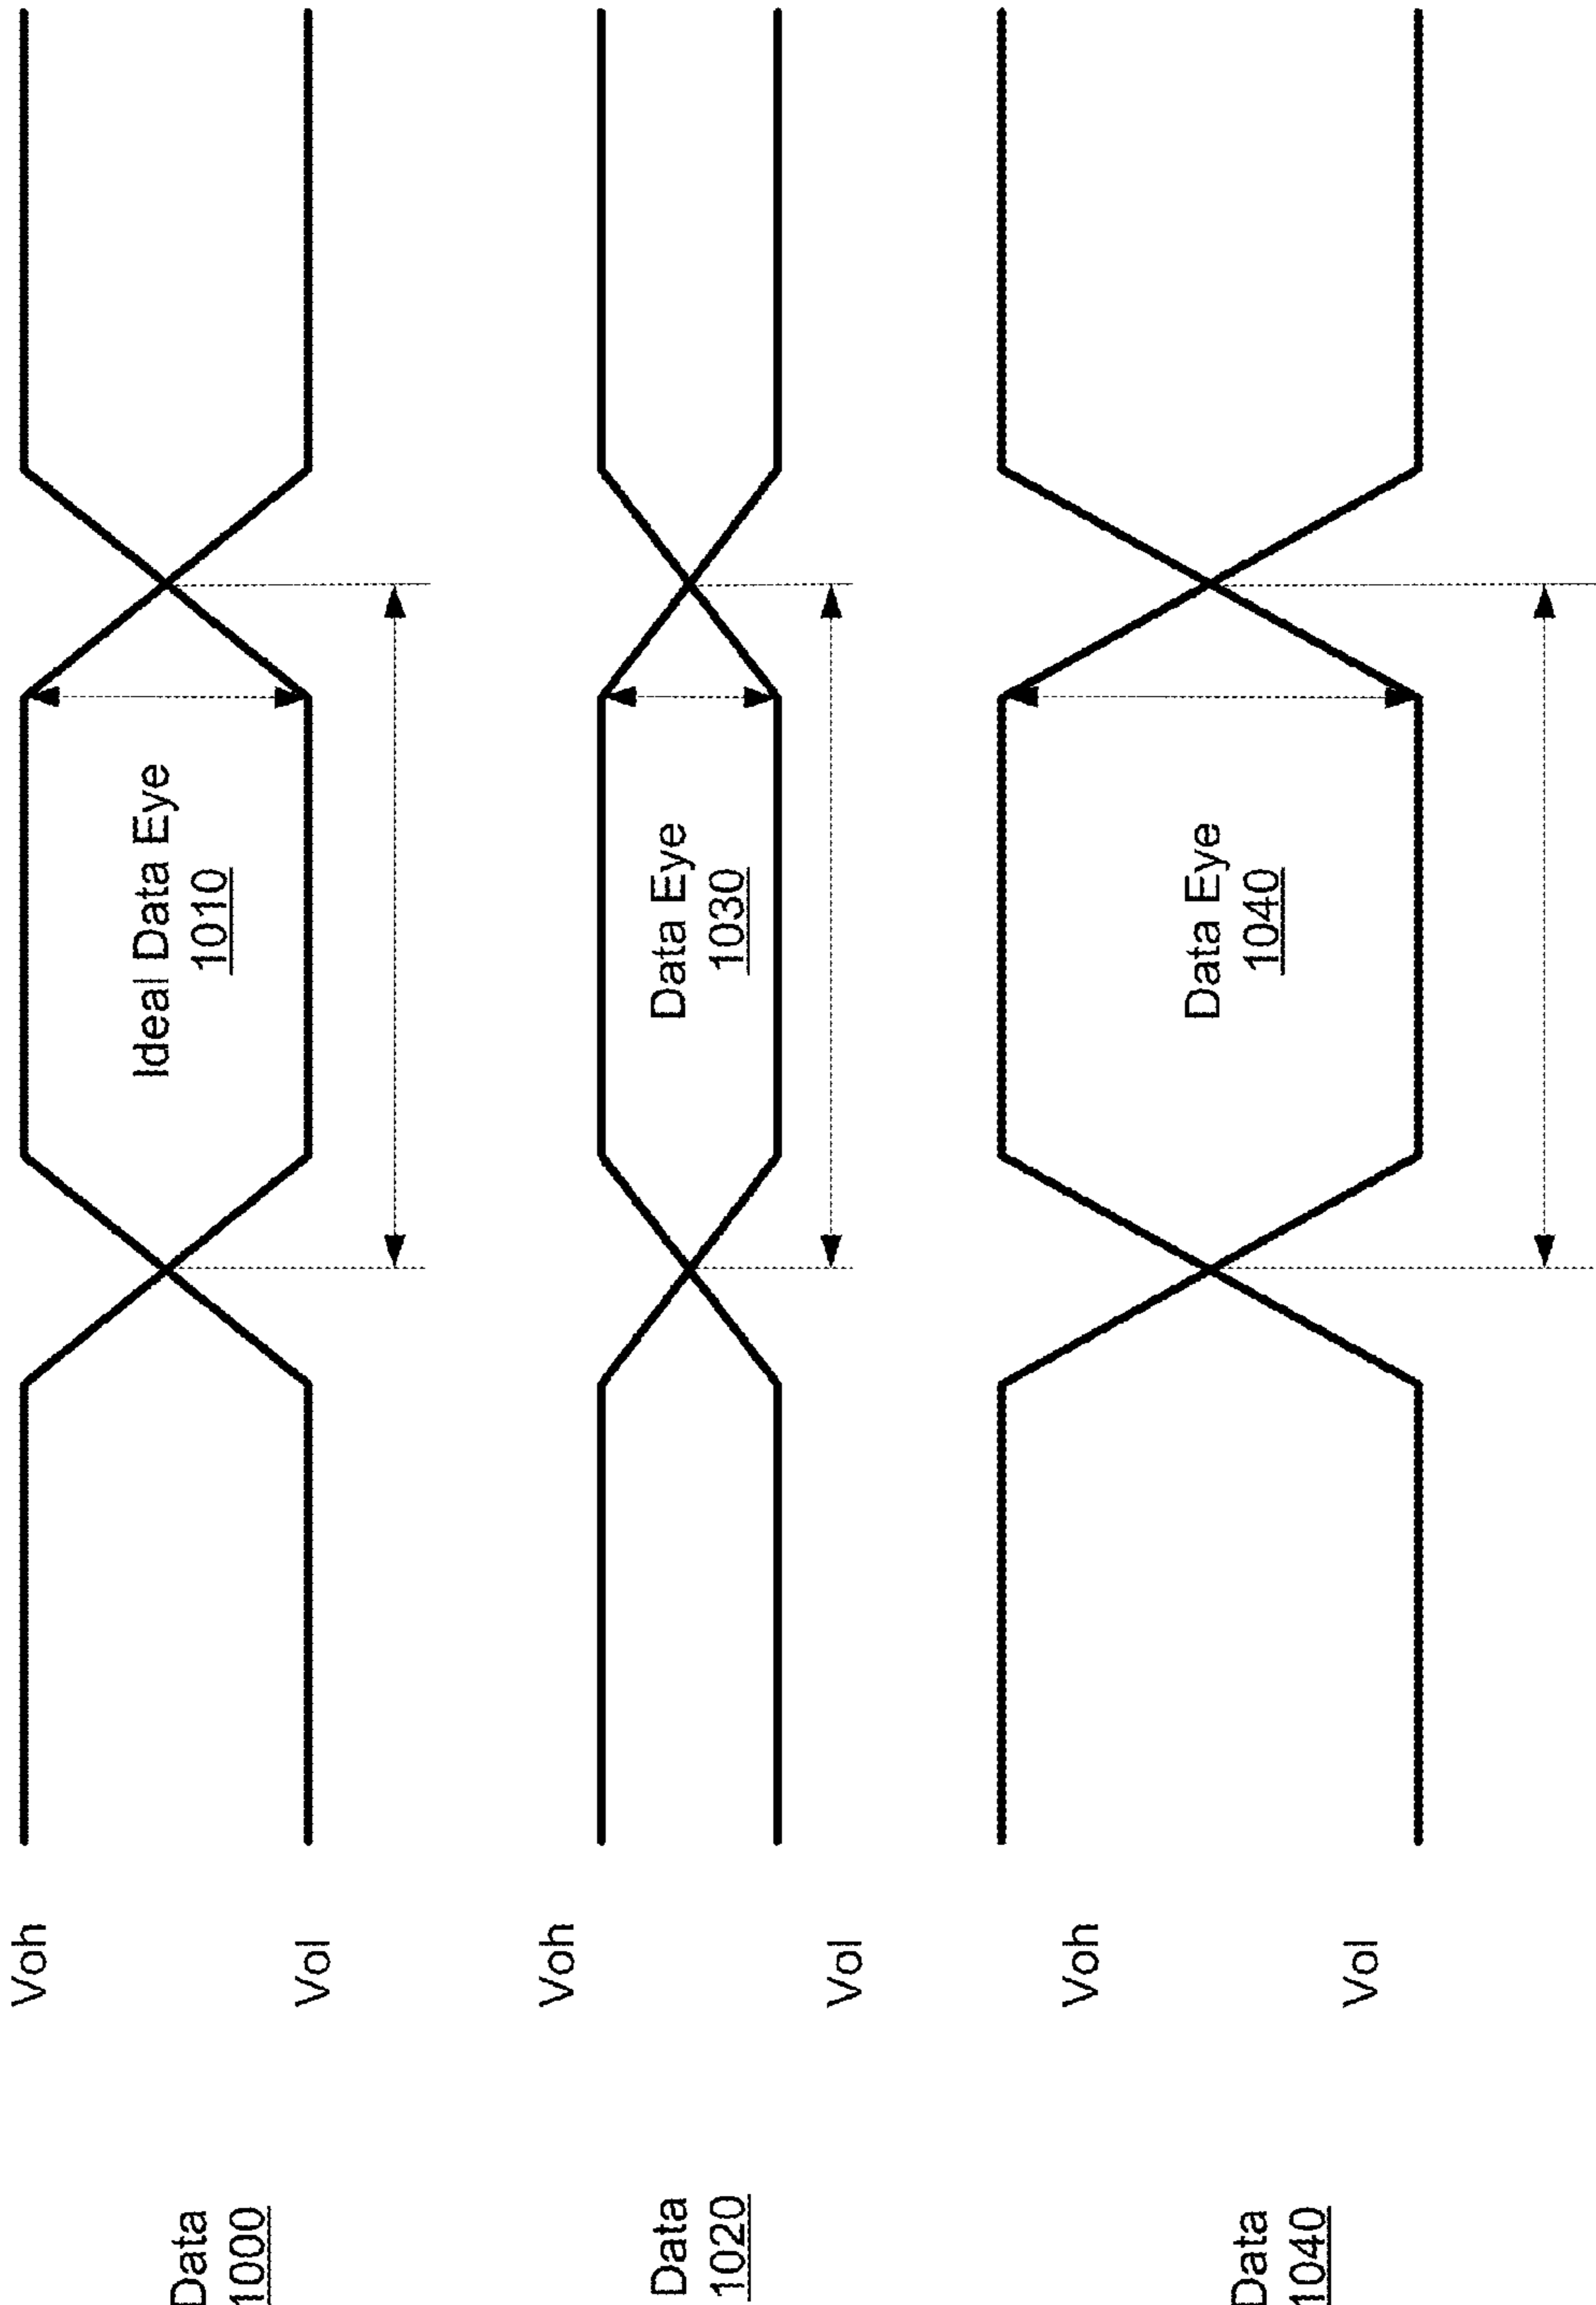 Data
1000
Voh
Vol
Ideal Data Eye
1010
Data
1020
Voh
Vol
Data Eye
1030
Data
1040
Voh
Vol
Data Eye
1040